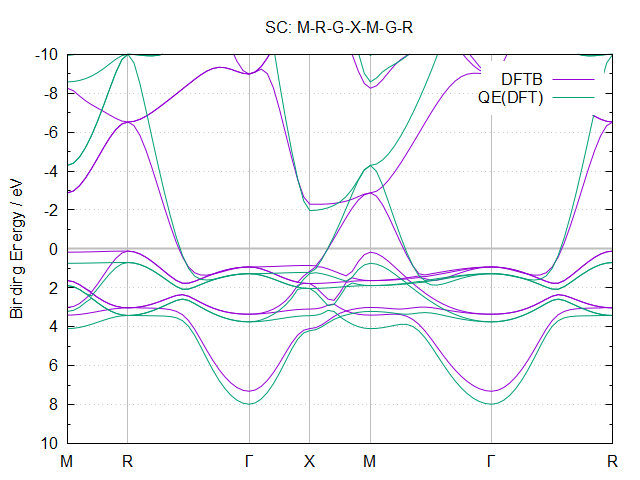 SC: M-R-G-X-M-G-R
-10
-8
-6
-4
-2
0
2
4
6
8
10
Binding Energy / eV
DFTB
QE(DFT)
M R Γ X M Γ R